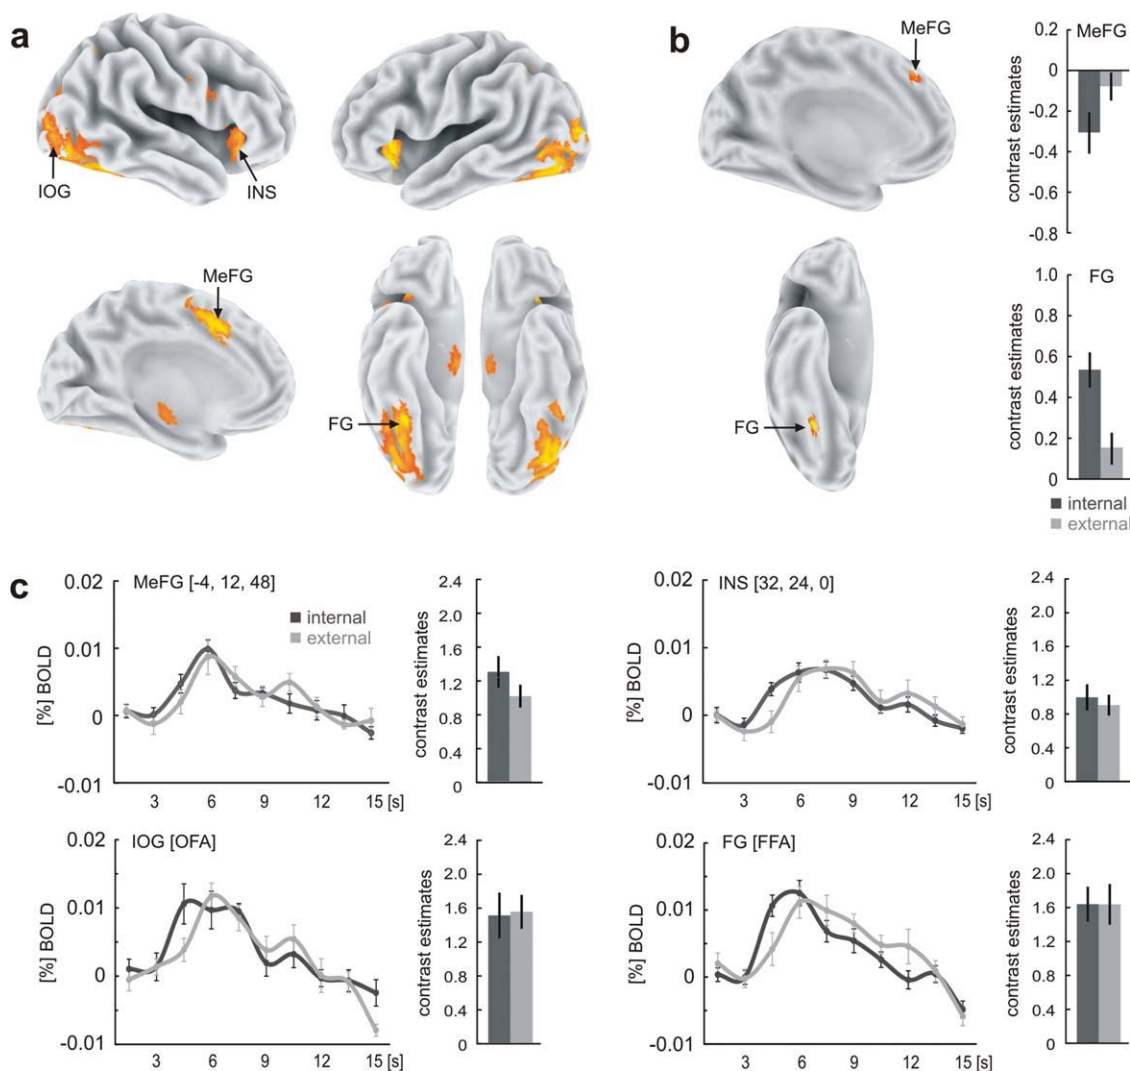 a
IOG
INS
MeFG
FG
b
MeFG
FG
MeFG
contrast estimates
0.2
0
-0.2
-0.4
-0.6
-0.8
FG
contrast estimates
1.0
0.8
0.6
0.4
0.2
0
internal
external
c
MeFG [-4, 12, 48]
internal
external
[%] BOLD
0.02
0.01
0
-0.01
3 6 9 12 15 [s]
contrast estimates
2.4
2.0
1.6
1.2
0.8
0.4
0
INS [32, 24, 0]
[%] BOLD
0.02
0.01
0
-0.01
3 6 9 12 15 [s]
contrast estimates
2.4
2.0
1.6
1.2
0.8
0.4
0
IOG [OFA]
[%] BOLD
0.02
0.01
0
-0.01
3 6 9 12 15 [s]
contrast estimates
2.4
2.0
1.6
1.2
0.8
0.4
0
FG [FFA]
[%] BOLD
0.02
0.01
0
-0.01
3 6 9 12 15 [s]
contrast estimates
2.4
2.0
1.6
1.2
0.8
0.4
0